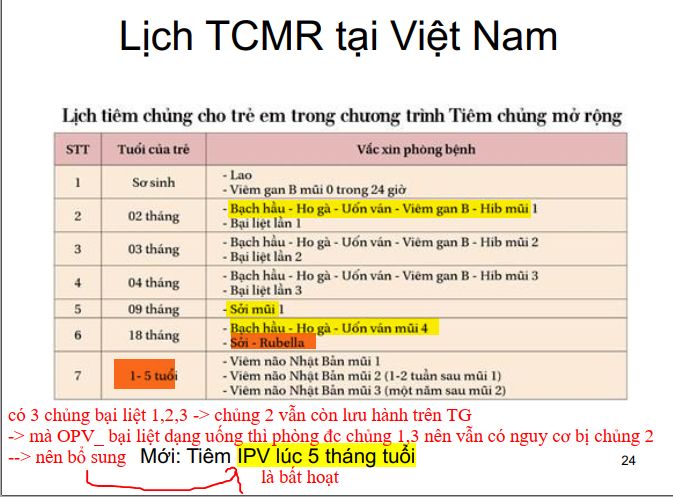 Lịch TCMR tại Việt Nam
Lịch tiêm chủng cho trẻ em trong chương trình Tiêm chủng mở rộng
STT Tuổi của trẻ Vắc xin phòng bệnh
1 Sơ sinh - Lao
- Viêm gan B mũi 0 trong 24 giờ
2 02 tháng - Bạch hầu - Ho gà - Uốn ván - Viêm gan B - Hib mũi 1
- Bại liệt lần 1
3 03 tháng - Bạch hầu - Ho gà - Uốn ván - Viêm gan B - Hib mũi 2
- Bại liệt lần 2
4 04 tháng - Bạch hầu - Ho gà - Uốn ván - Viêm gan B - Hib mũi 3
- Bại liệt lần 3
5 09 tháng - Sởi mũi 1
6 18 tháng - Bạch hầu - Ho gà - Uốn ván mũi 4
- Sởi - Rubella
7 1- 5 tuổi - Viêm não Nhật Bản mũi 1
- Viêm não Nhật Bản mũi 2 (1-2 tuần sau mũi 1)
- Viêm não Nhật Bản mũi 3 (một năm sau mũi 2)
có 3 chủng bại liệt 1,2,3 -> chủng 2 vẫn còn lưu hành trên TG
-> mà OPV_ bại liệt dạng uống thì phòng đc chủng 1,3 nên vẫn có nguy cơ bị chủng 2
--> nên bổ sung Mới: Tiêm IPV lúc 5 tháng tuổi
là bất hoạt
24